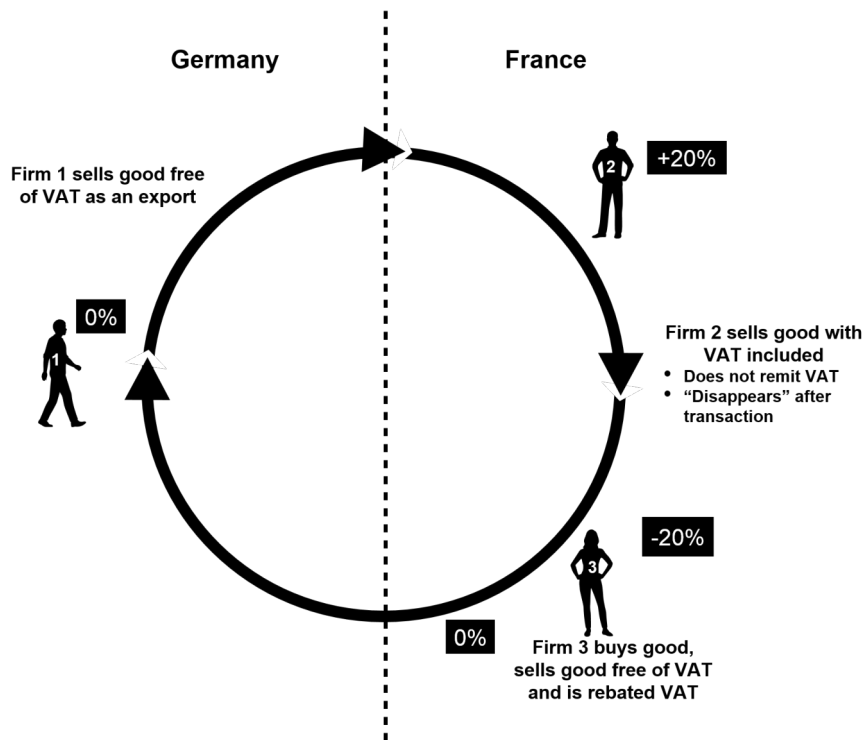 Germany
France
Firm 1 sells good free
of VAT as an export
2
+20%
0%
1
Firm 2 sells good with
VAT included
• Does not remit VAT
• “Disappears” after
transaction
-20%
3
0%
Firm 3 buys good,
sells good free of VAT
and is rebated VAT